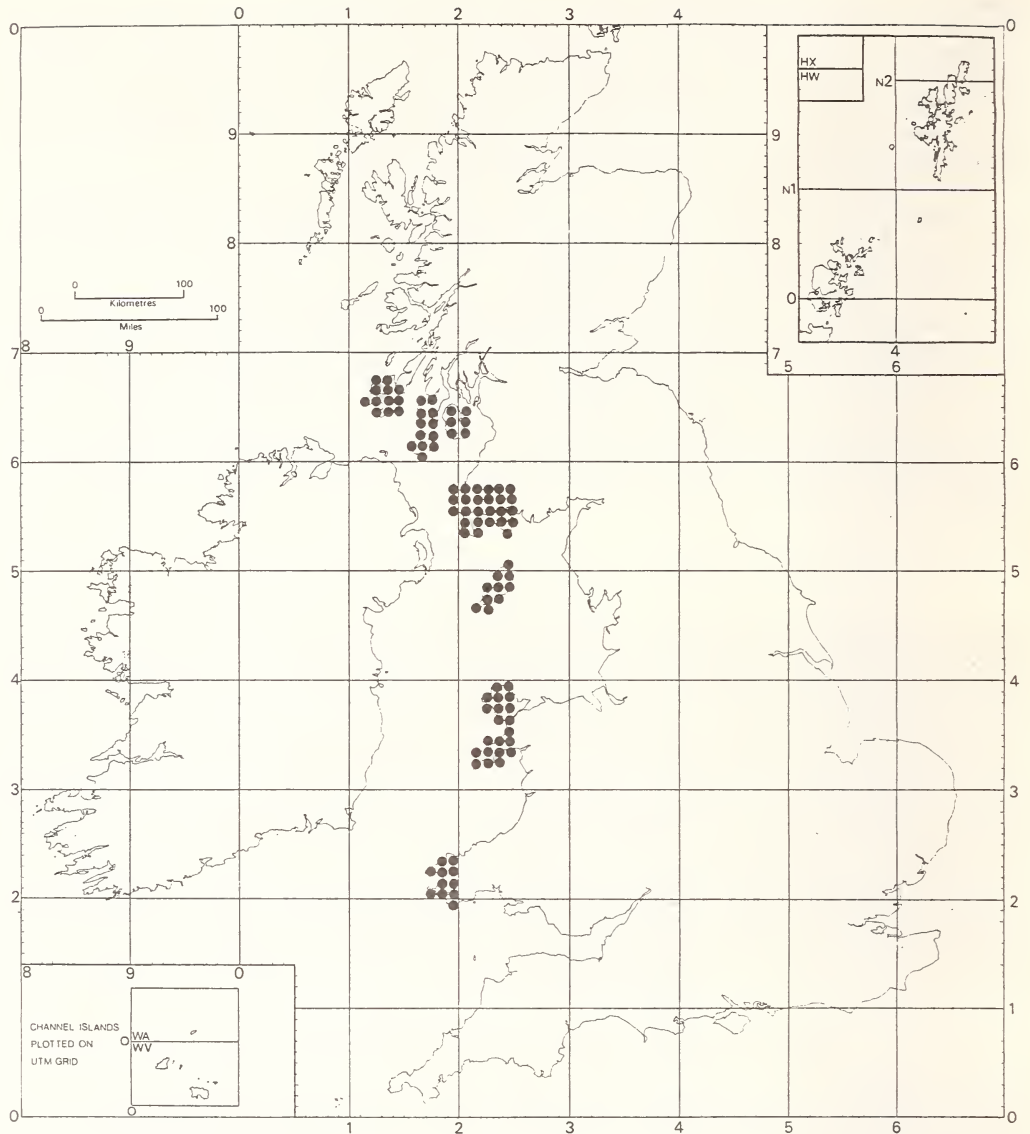 0 1 2 3 4
0 0
HX
HW
N2
9 9
N1
8 8
0 100
Kilometres
0 100
Miles
0
8 9 7 7
5 4 6
6 6
5 5
4 4
3 3
2 2
8 9 0
1 1
CHANNEL ISLANDS
PLOTTED ON
UTM GRID
WA
0
WV
0
0 0
1 2 3 4 5 6